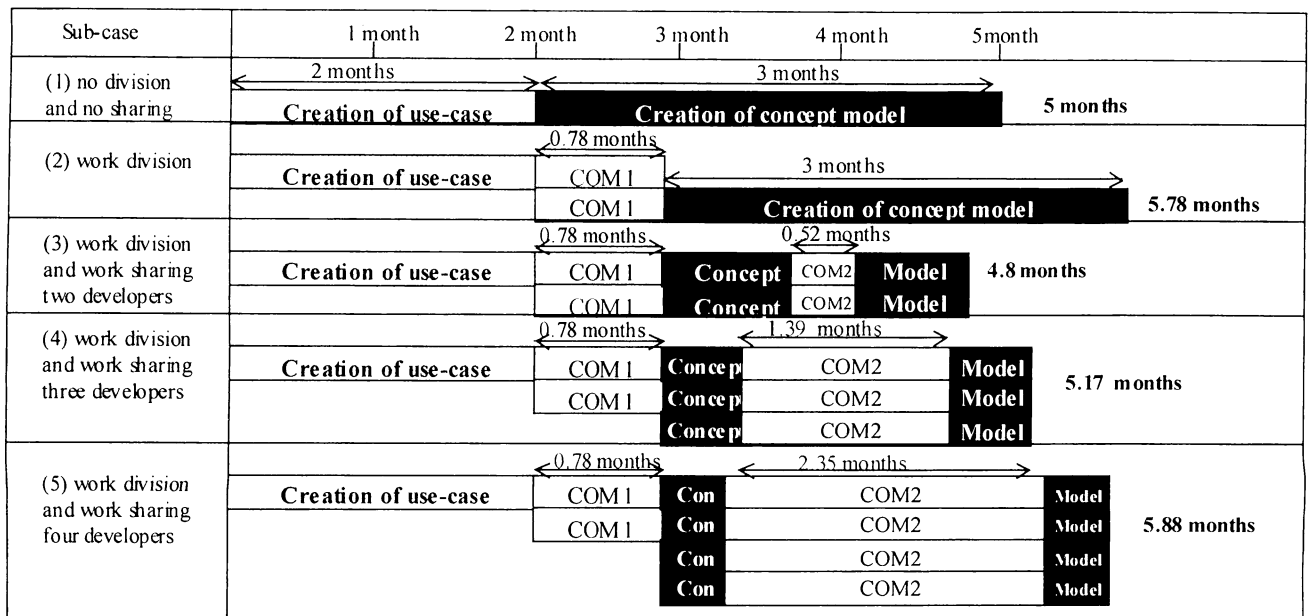 Sub-case
1 month 2 month 3 month 4 month 5month
(1) no division
and no sharing
2 months 3 months
Creation of use-case Creation of concept model 5 months
(2) work division
0.78 months
Creation of use-case COM1 3 months
COM1 Creation of concept model 5.78 months
(3) work division
and work sharing
two developers
0.78 months 0.52 months
Creation of use-case COM1 Concept COM2 Model 4.8 months
COM1 Concept COM2 Model
(4) work division
and work sharing
three developers
0.78 months 1.39 months
Creation of use-case COM1 Concep COM2 Model 5.17 months
COM1 Concep COM2 Model
Concep COM2 Model
(5) work division
and work sharing
four developers
0.78 months 2.35 months
Creation of use-case COM1 Con COM2 Model 5.88 months
COM1 Con COM2 Model
Con COM2 Model
Con COM2 Model